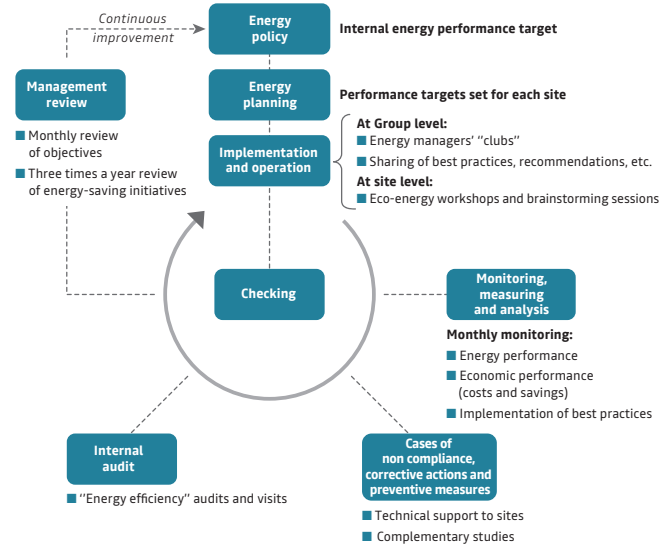 Continuous
improvement
Energy
policy
Internal energy performance target
Management
review
Energy
planning
Performance targets set for each site
■ Monthly review
of objectives
■ Three times a year review
of energy-saving initiatives
Implementation
and operation
At Group level:
■ Energy managers’ “clubs”
■ Sharing of best practices, recommendations, etc.
At site level:
■ Eco-energy workshops and brainstorming sessions
Checking
Monitoring,
measuring
and analysis
Monthly monitoring:
■ Energy performance
■ Economic performance
(costs and savings)
■ Implementation of best practices
Internal
audit
■ “Energy efficiency” audits and visits
Cases of
non compliance,
corrective actions and
preventive measures
■ Technical support to sites
■ Complementary studies